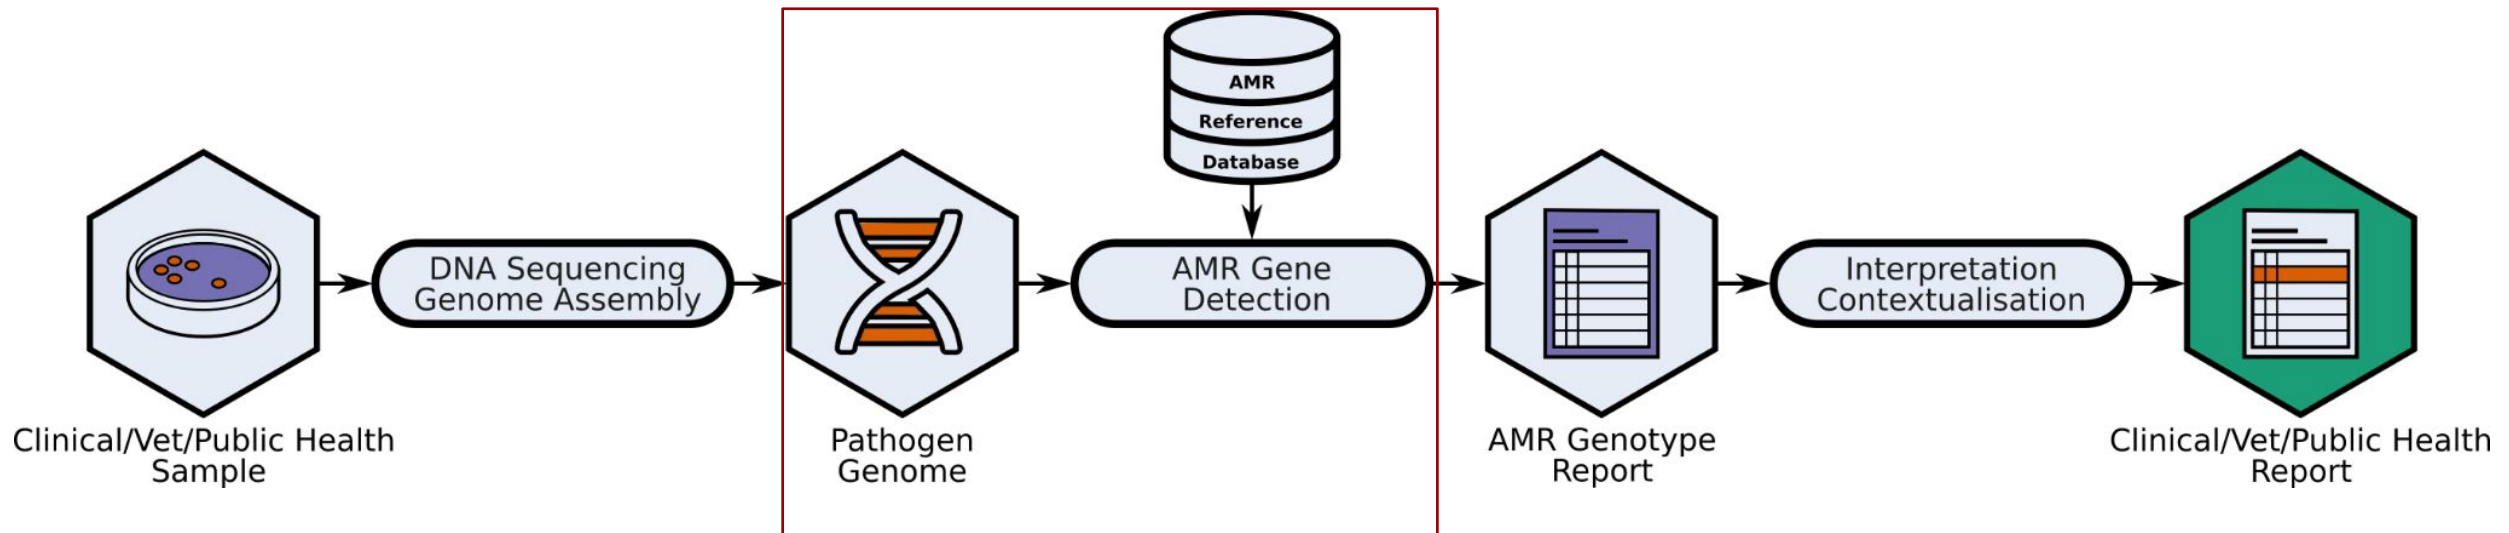 AMR
Reference
Database
DNA Sequencing
Genome Assembly
AMR Gene
Detection
Interpretation
Contextualisation
Clinical/Vet/Public Health
Sample
Pathogen
Genome
AMR Genotype
Report
Clinical/Vet/Public Health
Report